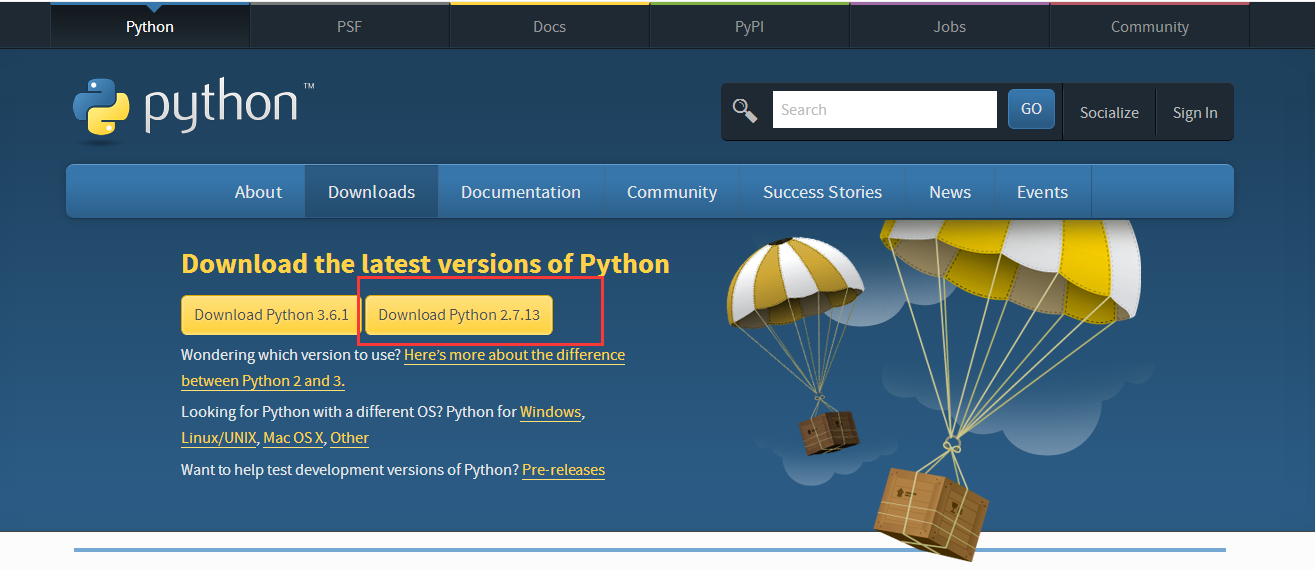 Python PSF Docs PyPI Jobs Community
python™
Search GO Socialize Sign In
About Downloads Documentation Community Success Stories News Events
Download the latest versions of Python
Download Python 3.6.1 Download Python 2.7.13
Wondering which version to use? Here’s more about the difference
between Python 2 and 3.
Looking for Python with a different OS? Python for Windows,
Linux/UNIX, Mac OS X, Other
Want to help test development versions of Python? Pre-releases